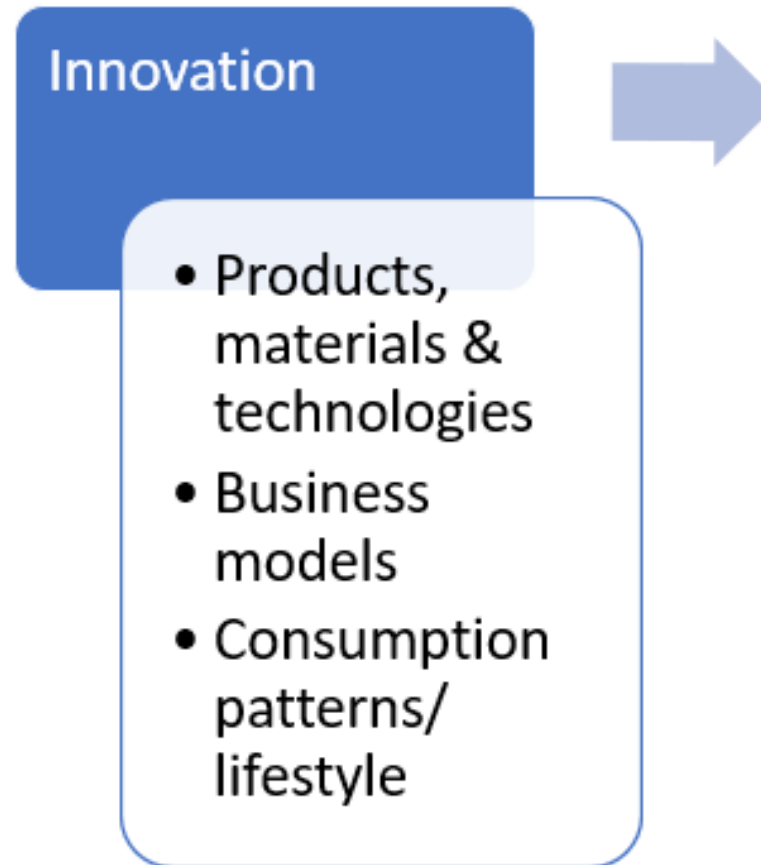 Innovation
• Products,
materials &
technologies
• Business
models
• Consumption
patterns/
lifestyle